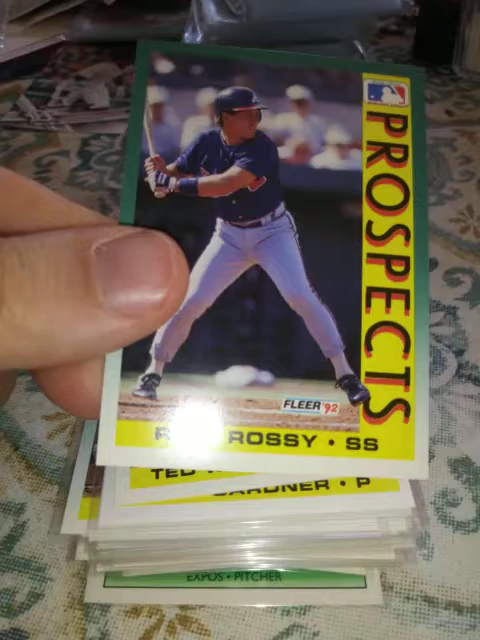 PROSPECTS
FLEER '92
ROSSY • SS
TED
GARDNER • P
EXPOS • PITCHER